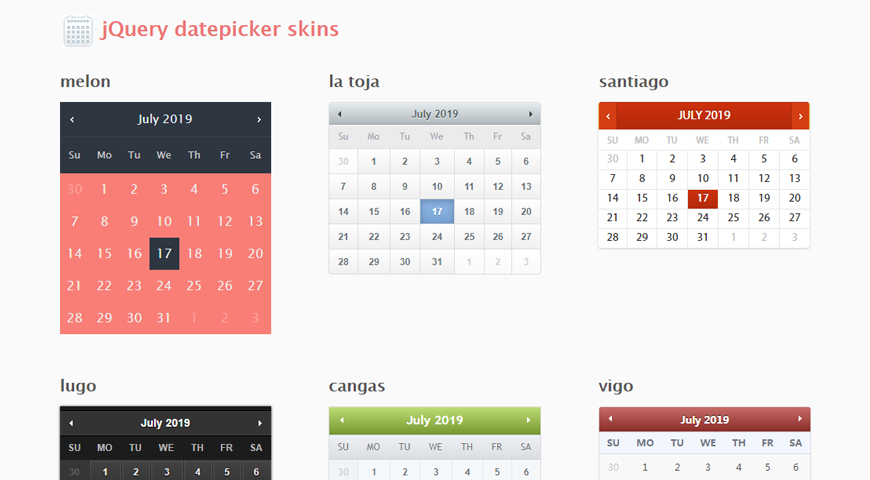 jQuery datepicker skins
melon
July 2019
Su Mo Tu We Th Fr Sa
30 1 2 3 4 5 6
7 8 9 10 11 12 13
14 15 16 17 18 19 20
21 22 23 24 25 26 27
28 29 30 31 1 2 3
la toja
July 2019
Su Mo Tu We Th Fr Sa
30 1 2 3 4 5 6
7 8 9 10 11 12 13
14 15 16 17 18 19 20
21 22 23 24 25 26 27
28 29 30 31 1 2 3
santiago
JULY 2019
SU MO TU WE TH FR SA
30 1 2 3 4 5 6
7 8 9 10 11 12 13
14 15 16 17 18 19 20
21 22 23 24 25 26 27
28 29 30 31 1 2 3
lugo
July 2019
SU MO TU WE TH FR SA
30 1 2 3 4 5 6
cangas
July 2019
SU MO TU WE TH FR SA
30 1 2 3 4 5 6
vigo
July 2019
SU MO TU WE TH FR SA
30 1 2 3 4 5 6